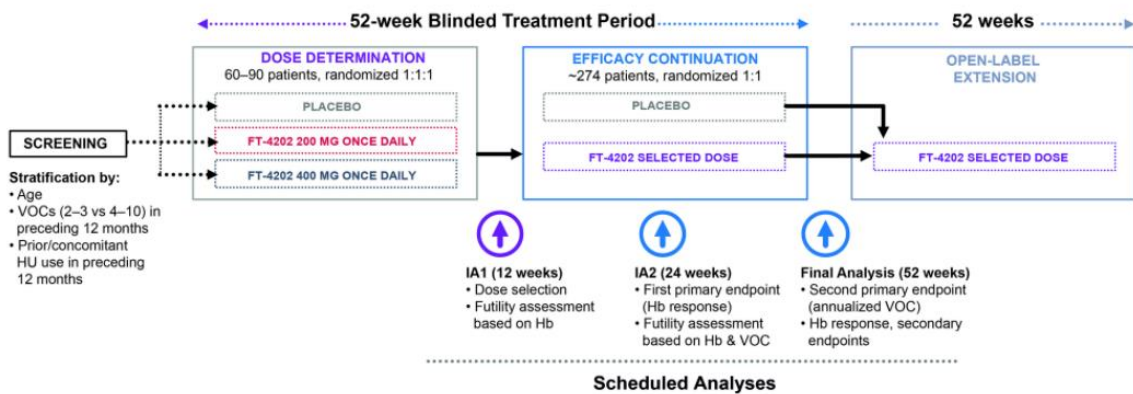 52-week Blinded Treatment Period
52 weeks
DOSE DETERMINATION
60–90 patients, randomized 1:1:1
PLACEBO
FT-4202 200 MG ONCE DAILY
FT-4202 400 MG ONCE DAILY
EFFICACY CONTINUATION
~274 patients, randomized 1:1
PLACEBO
FT-4202 SELECTED DOSE
OPEN-LABEL
EXTENSION
FT-4202 SELECTED DOSE
SCREENING
Stratification by:
• Age
• VOCs (2–3 vs 4–10) in
preceding 12 months
• Prior/concomitant
HU use in preceding
12 months
IA1 (12 weeks)
• Dose selection
• Futility assessment
based on Hb
IA2 (24 weeks)
• First primary endpoint
(Hb response)
• Futility assessment
based on Hb & VOC
Final Analysis (52 weeks)
• Second primary endpoint
(annualized VOC)
• Hb response, secondary
endpoints
Scheduled Analyses